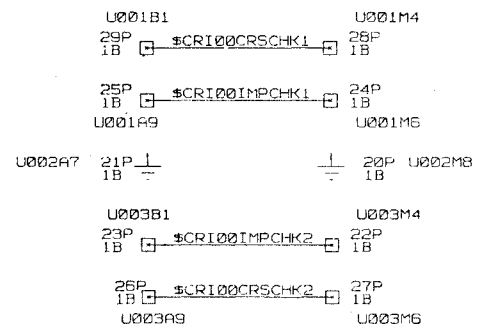 U001B1 U001M4
29P $CRI00CRSCHK1 28P
1B 1B
25P $CRI00IMPCHK1 24P
1B 1B
U001A9 U001M6
U002A7 21P 20P U002M8
1B 1B
U003B1 U003M4
23P $CRI00IMPCHK2 22P
1B 1B
26P $CRI00CRSCHK2 27P
1B 1B
U003A9 U003M6